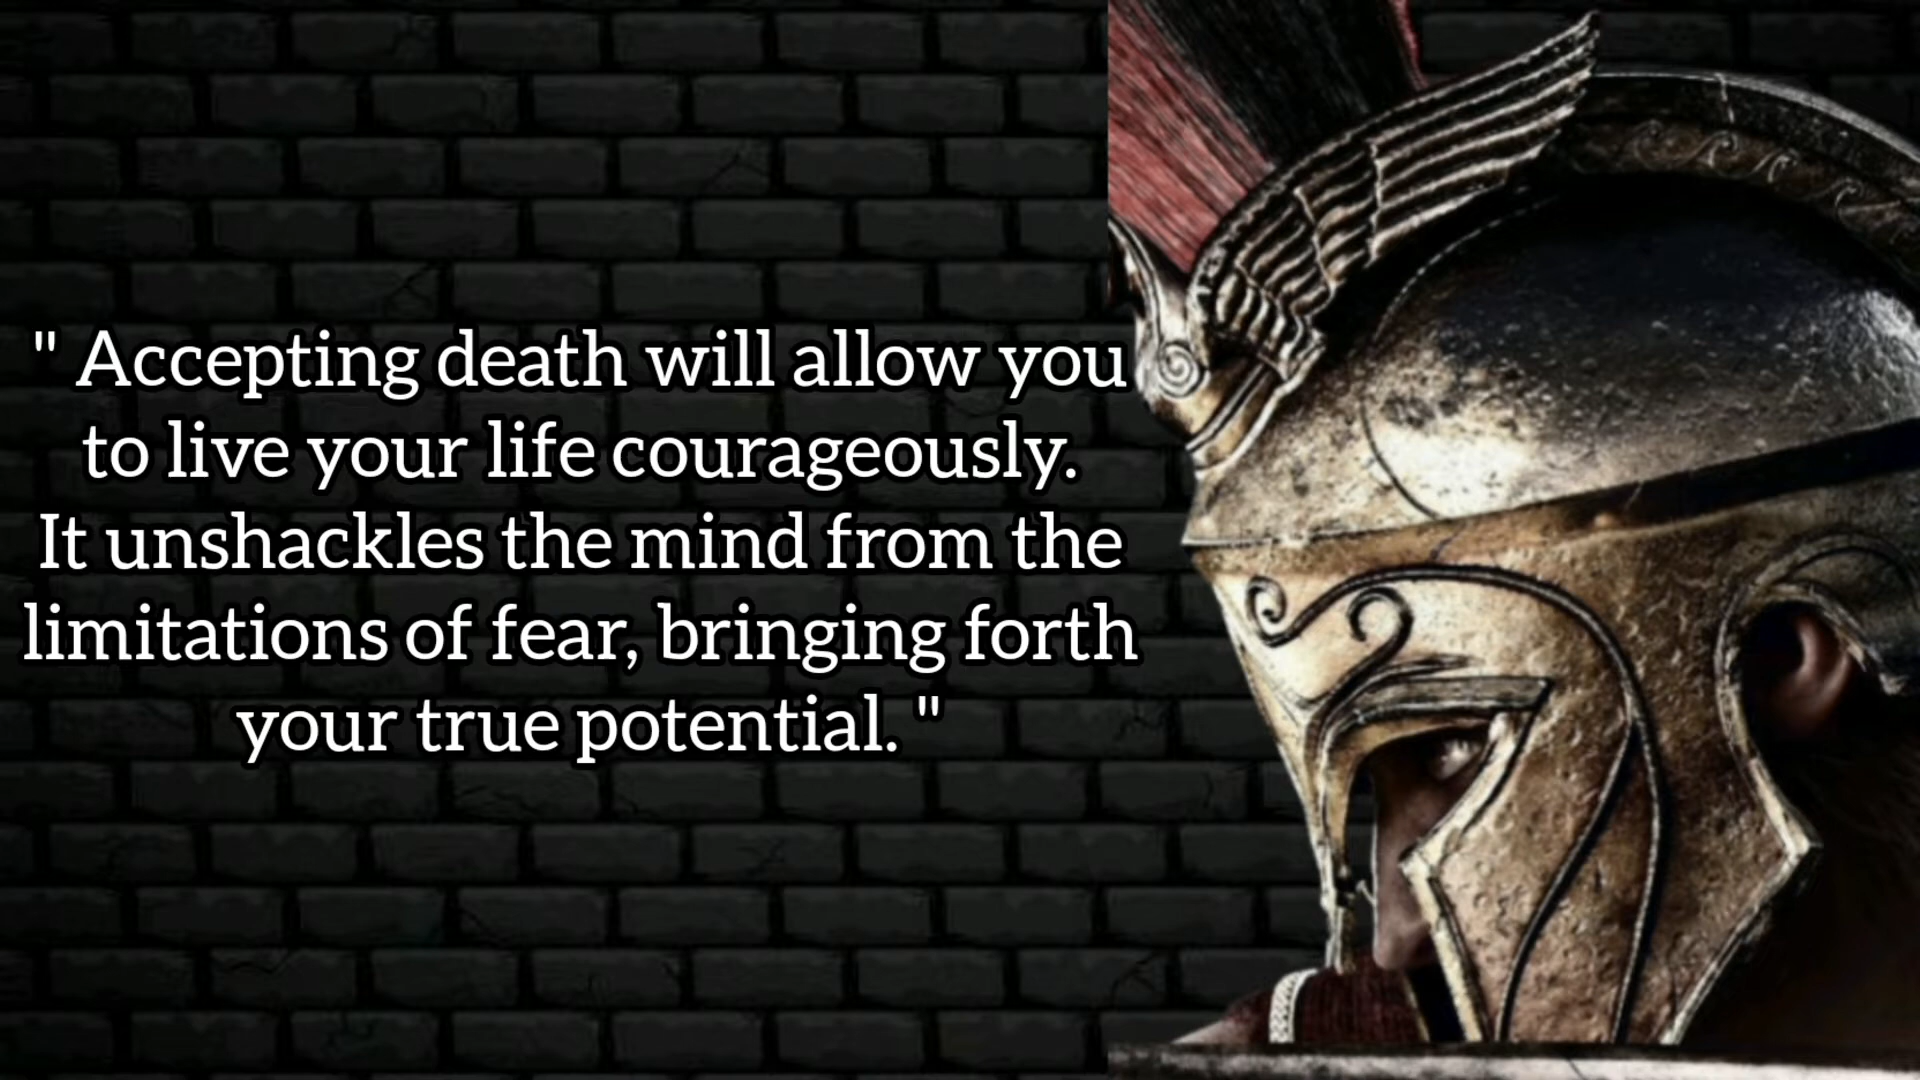 " Accepting death will allow you
to live your life courageously.
It unshackles the mind from the
limitations of fear, bringing forth
your true potential. "